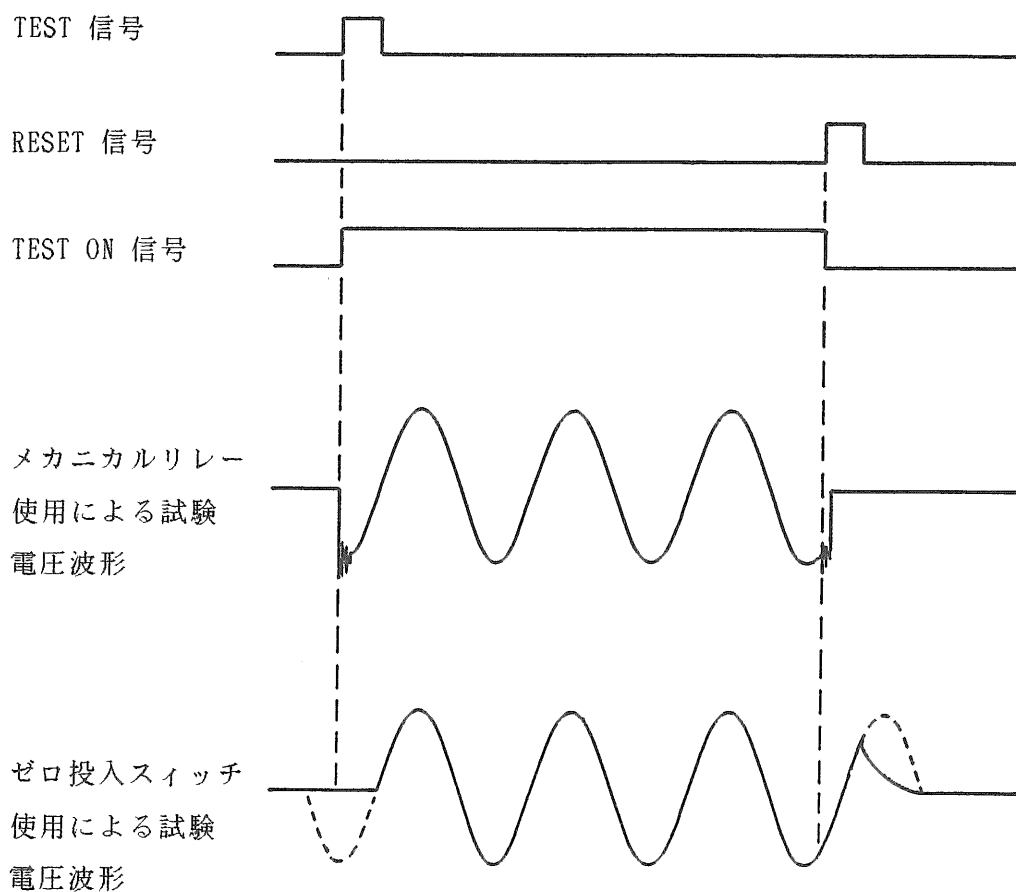 TEST 信号
RESET 信号
TEST ON 信号
メカニカルリレー
使用による試験
電圧波形
ゼロ投入スィッチ
使用による試験
電圧波形